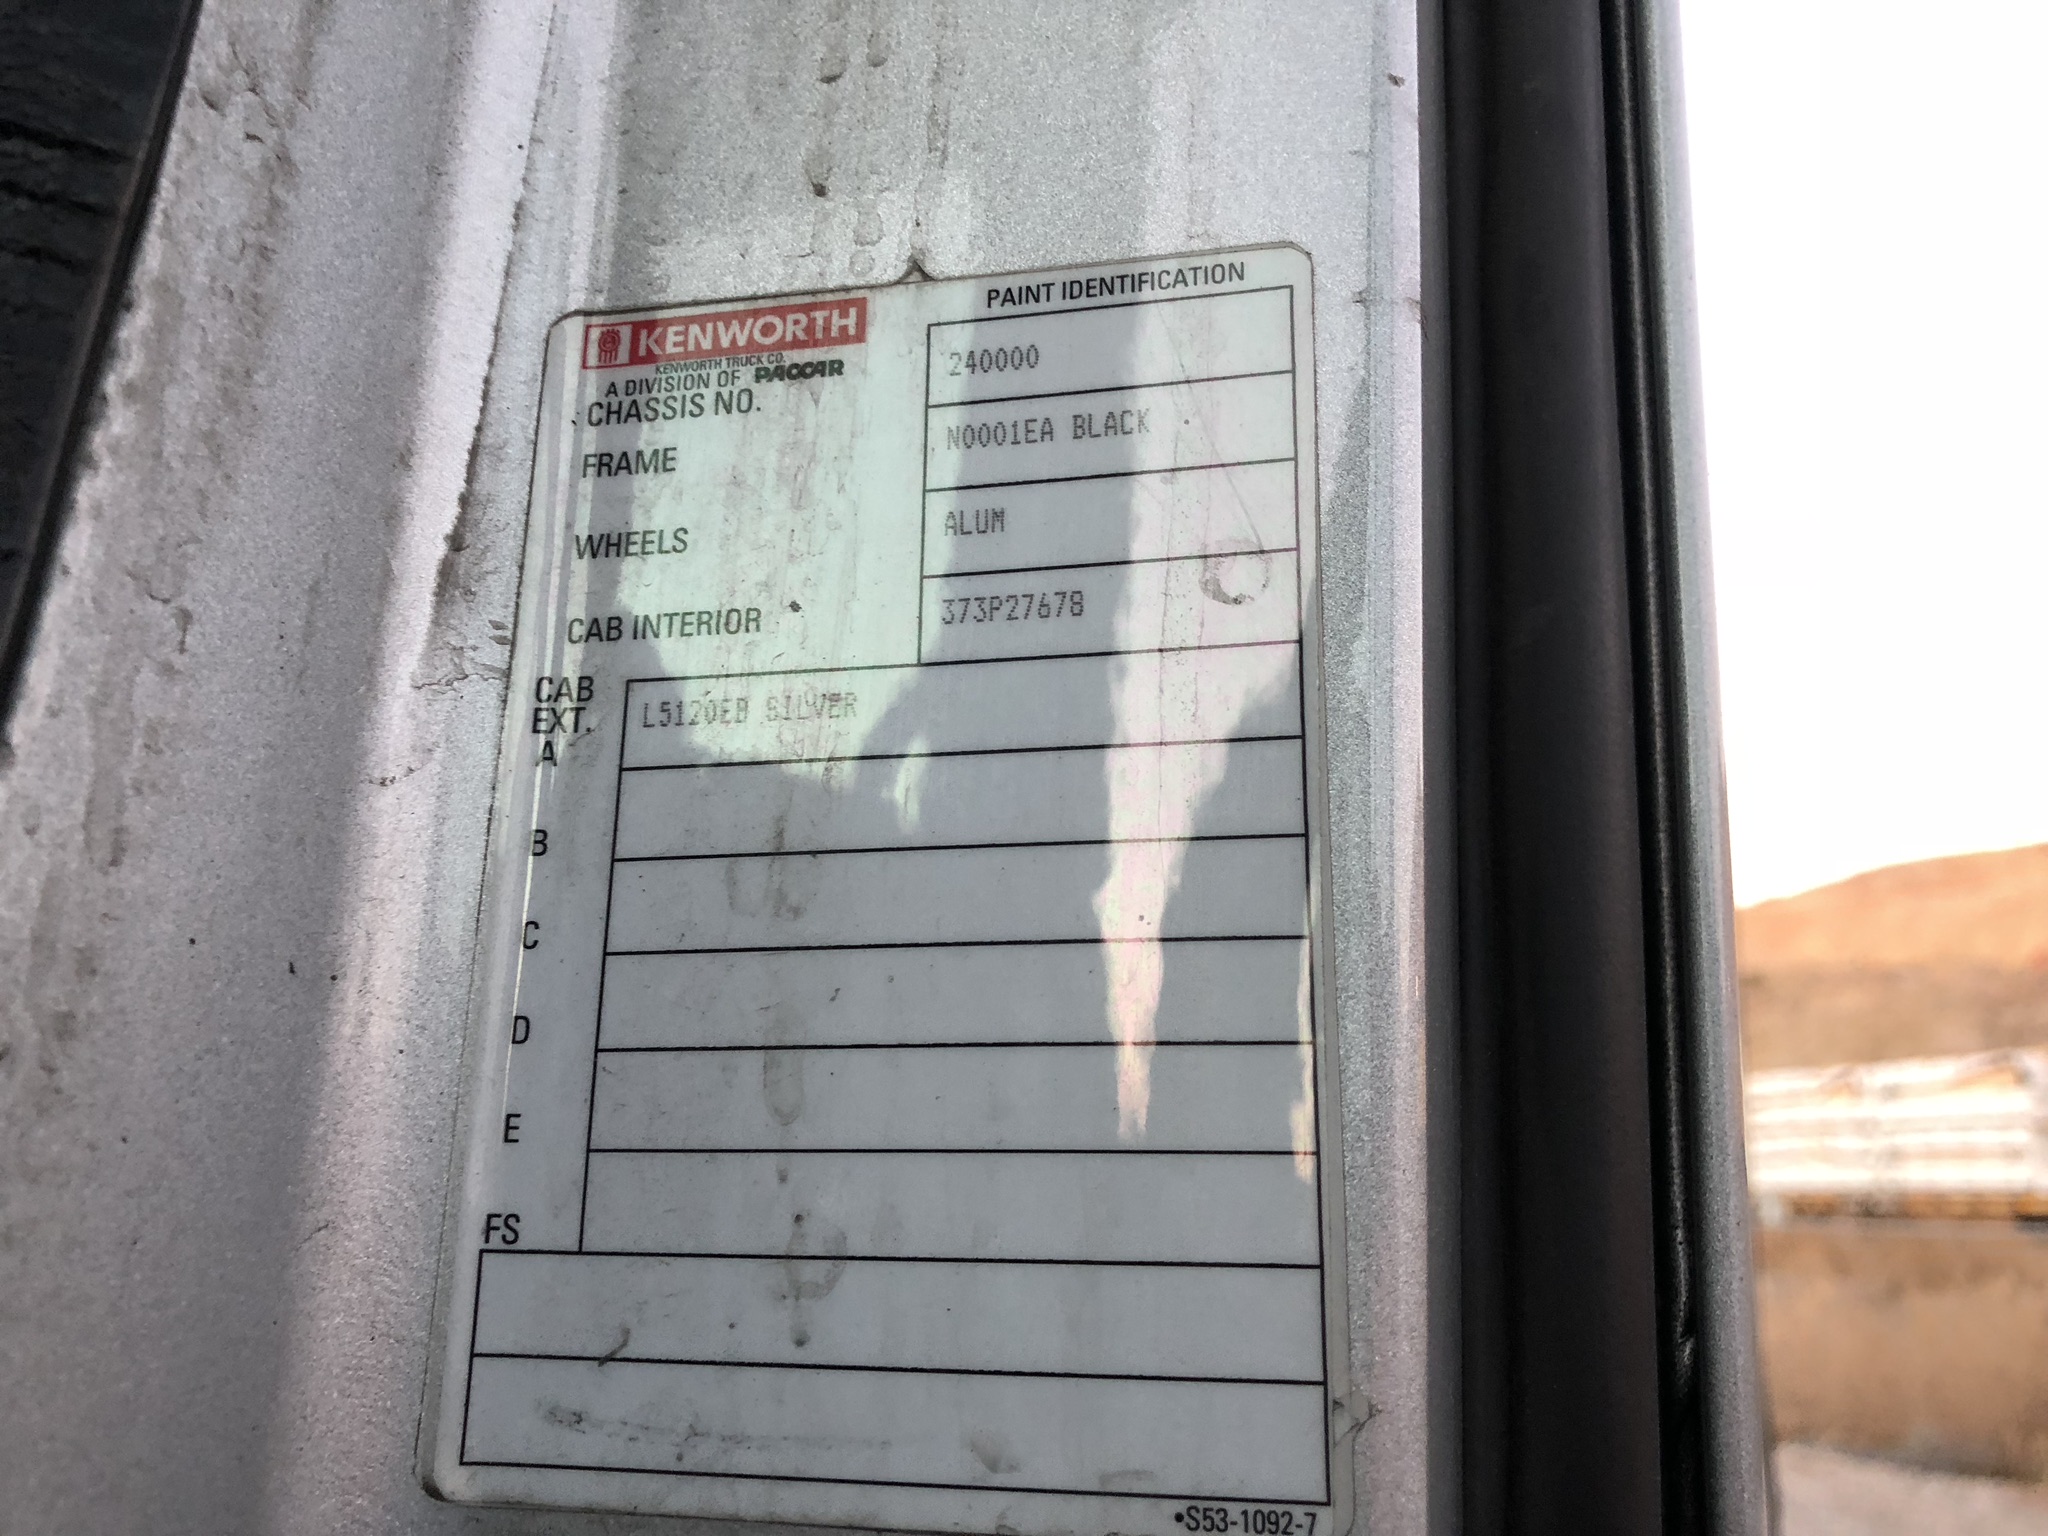 PAINT IDENTIFICATION
KENWORTH
KENWORTH TRUCK CO.
A DIVISION OF PACCAR
CHASSIS NO. 240000
FRAME N0001EA BLACK
WHEELS ALUM
CAB INTERIOR 373P27678
CAB
EXT.
A L5120EB SILVER
B
C
D
E
FS
•S53-1092-7